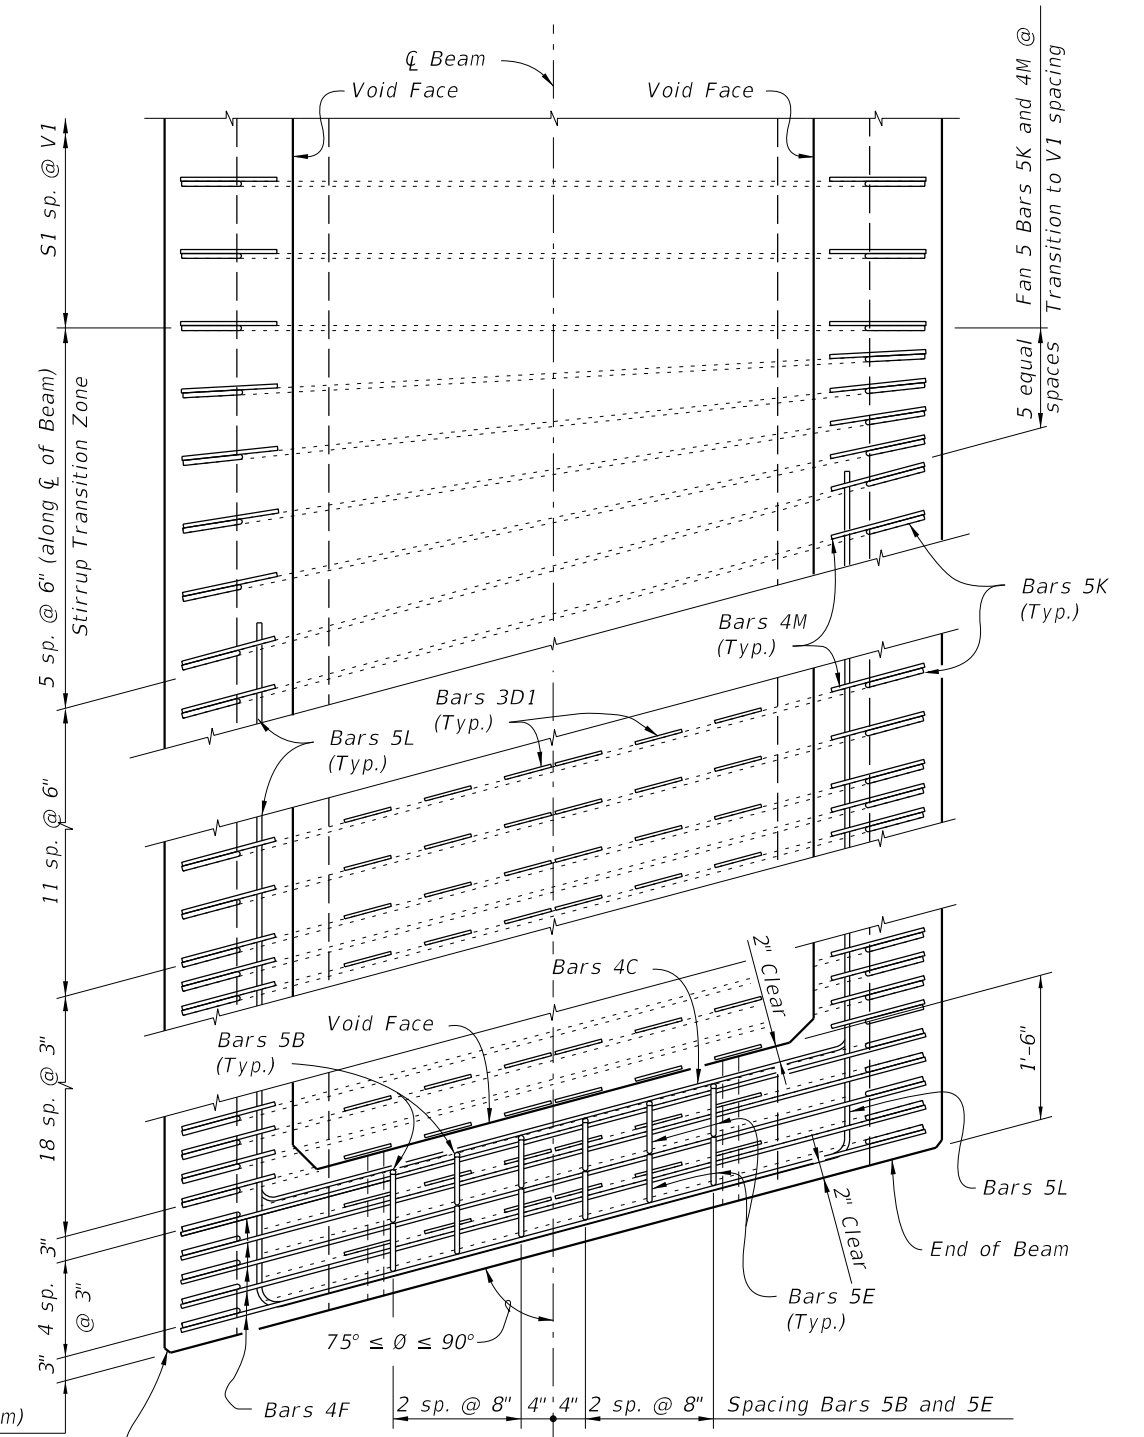 ℄ Beam
Void Face
Void Face
S1 sp. @ V1
Fan 5 Bars 5K and 4M @
Transition to V1 spacing
5 equal
spaces
5 sp. @ 6" (along ℄ of Beam)
Stirrup Transition Zone
Bars 5K
(Typ.)
Bars 4M
(Typ.)
Bars 3D1
(Typ.)
Bars 5L
(Typ.)
11 sp. @ 6"
2" Clear
Bars 4C
Void Face
Bars 5B
(Typ.)
18 sp. @ 3"
1'-6"
Bars 5L
2" Clear
End of Beam
3"
4 sp.
@ 3"
3"
Bars 5E
(Typ.)
75° ≤ Ø ≤ 90°
Bars 4F
2 sp. @ 8"
4"
4"
2 sp. @ 8"
Spacing Bars 5B and 5E
m)